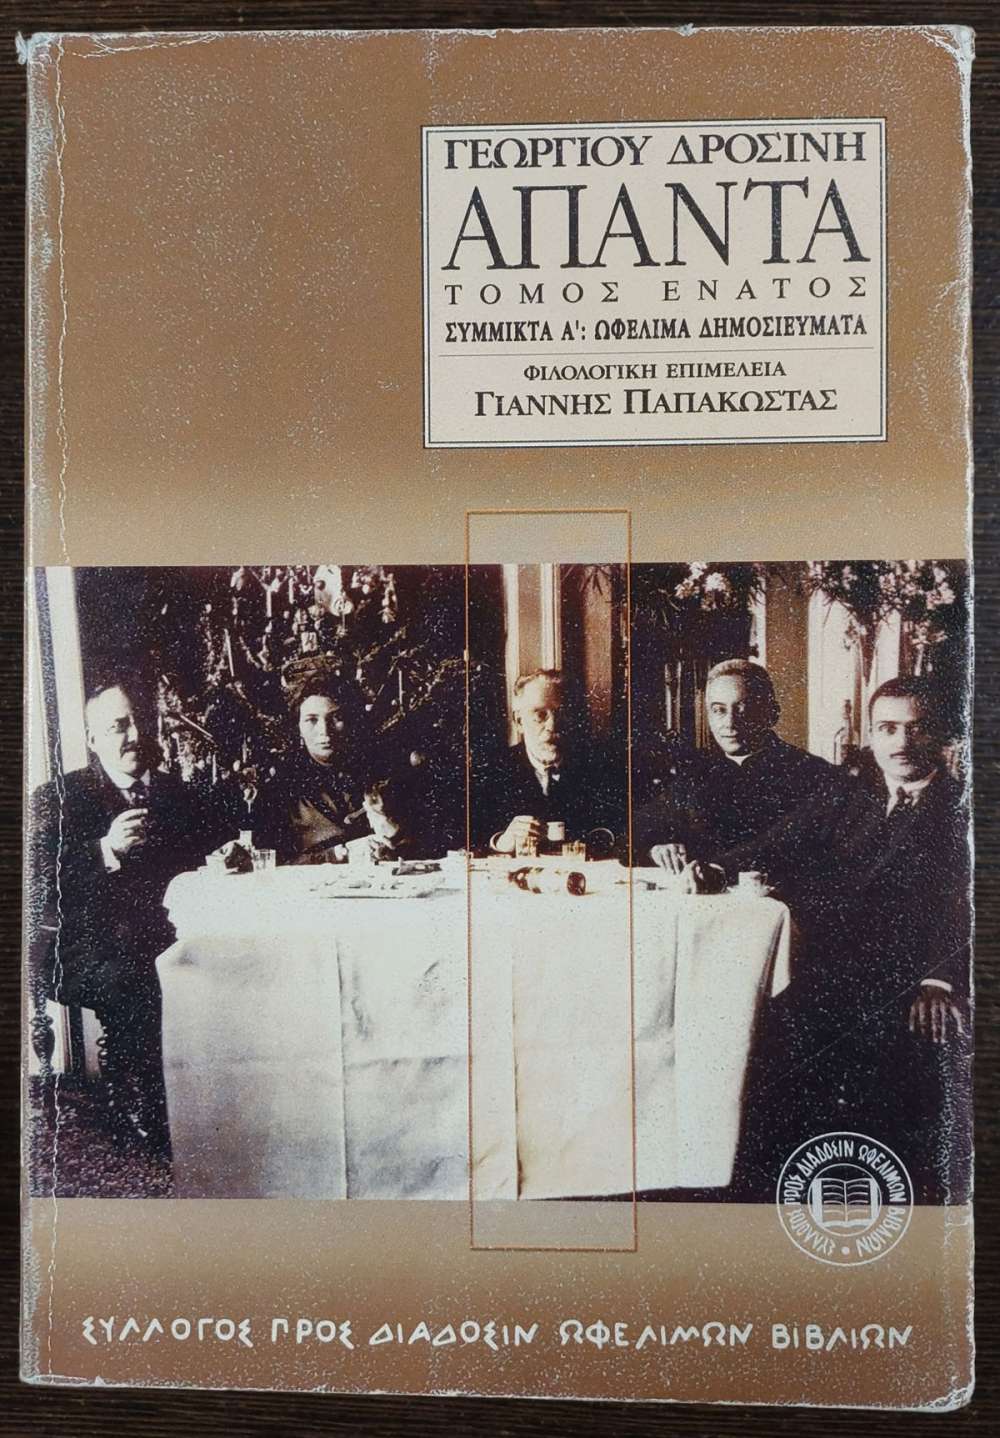 ΓΕΩΡΓΙΟΥ ΔΡΟΣΙΝΗ
ΑΠΑΝΤΑ
ΤΟΜΟΣ ΕΝΑΤΟΣ
ΣΥΜΜΙΚΤΑ Α': ΩΦΕΛΙΜΑ ΔΗΜΟΣΙΕΥΜΑΤΑ
ΦΙΛΟΛΟΓΙΚΗ ΕΠΙΜΕΛΕΙΑ
ΓΙΑΝΝΗΣ ΠΑΠΑΚΩΣΤΑΣ
ΣΥΛΛΟΓΟΣ ΠΡΟΣ ΔΙΑΔΟΣΙΝ ΩΦΕΛΙΜΩΝ ΒΙΒΛΙΩΝ •
ΣΥΛΛΟΓΟΣ ΠΡΟΣ ΔΙΑΔΟΣΙΝ ΩΦΕΛΙΜΩΝ ΒΙΒΛΙΩΝ